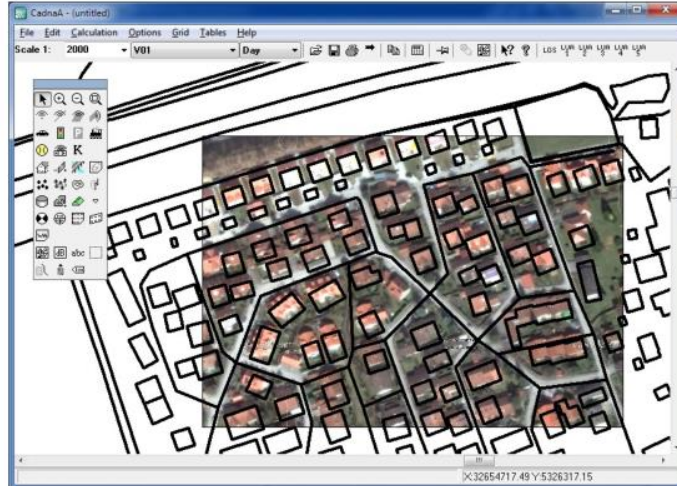 CadnaA - (untitled)
File Edit Calculation Options Grid Tables Help
Scale 1: 2000 V01 Day LDS
K
abc
X:32654717.49 Y:5326317.15